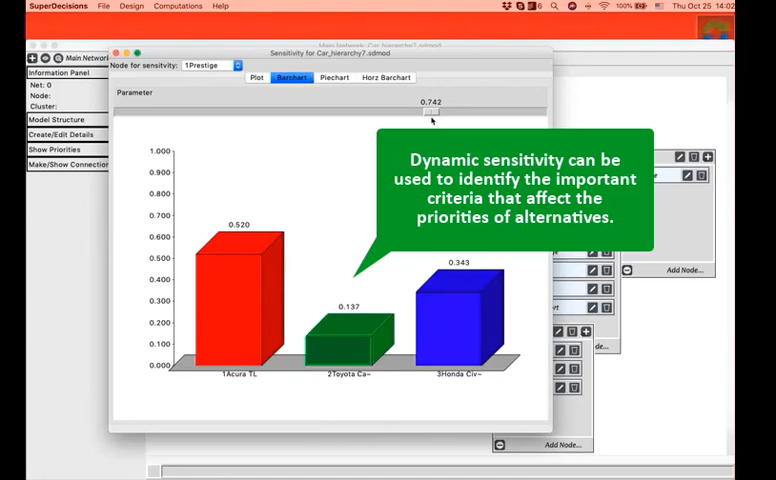 SuperDecisions File Design Computations Help
100% Thu Oct 25 14:02
Main Network: Car_hierarchy7.sdmod
Sensitivity for Car_hierarchy7.sdmod
Main Network
Node for sensitivity: 1Prestige
Information Panel
Net: 0
Node:
Cluster:
Model Structure
Create/Edit Details
Show Priorities
Make/Show Connection
Plot Barchart Piechart Horz Barchart
Parameter
0.742
Dynamic sensitivity can be
used to identify the important
criteria that affect the
priorities of alternatives.
1.000
0.900
0.800
0.700
0.600
0.500
0.400
0.300
0.200
0.100
0.000
0.520
0.137
0.343
1Acura TL 2Toyota Ca~ 3Honda Civ~
Add Node...
Add Node...